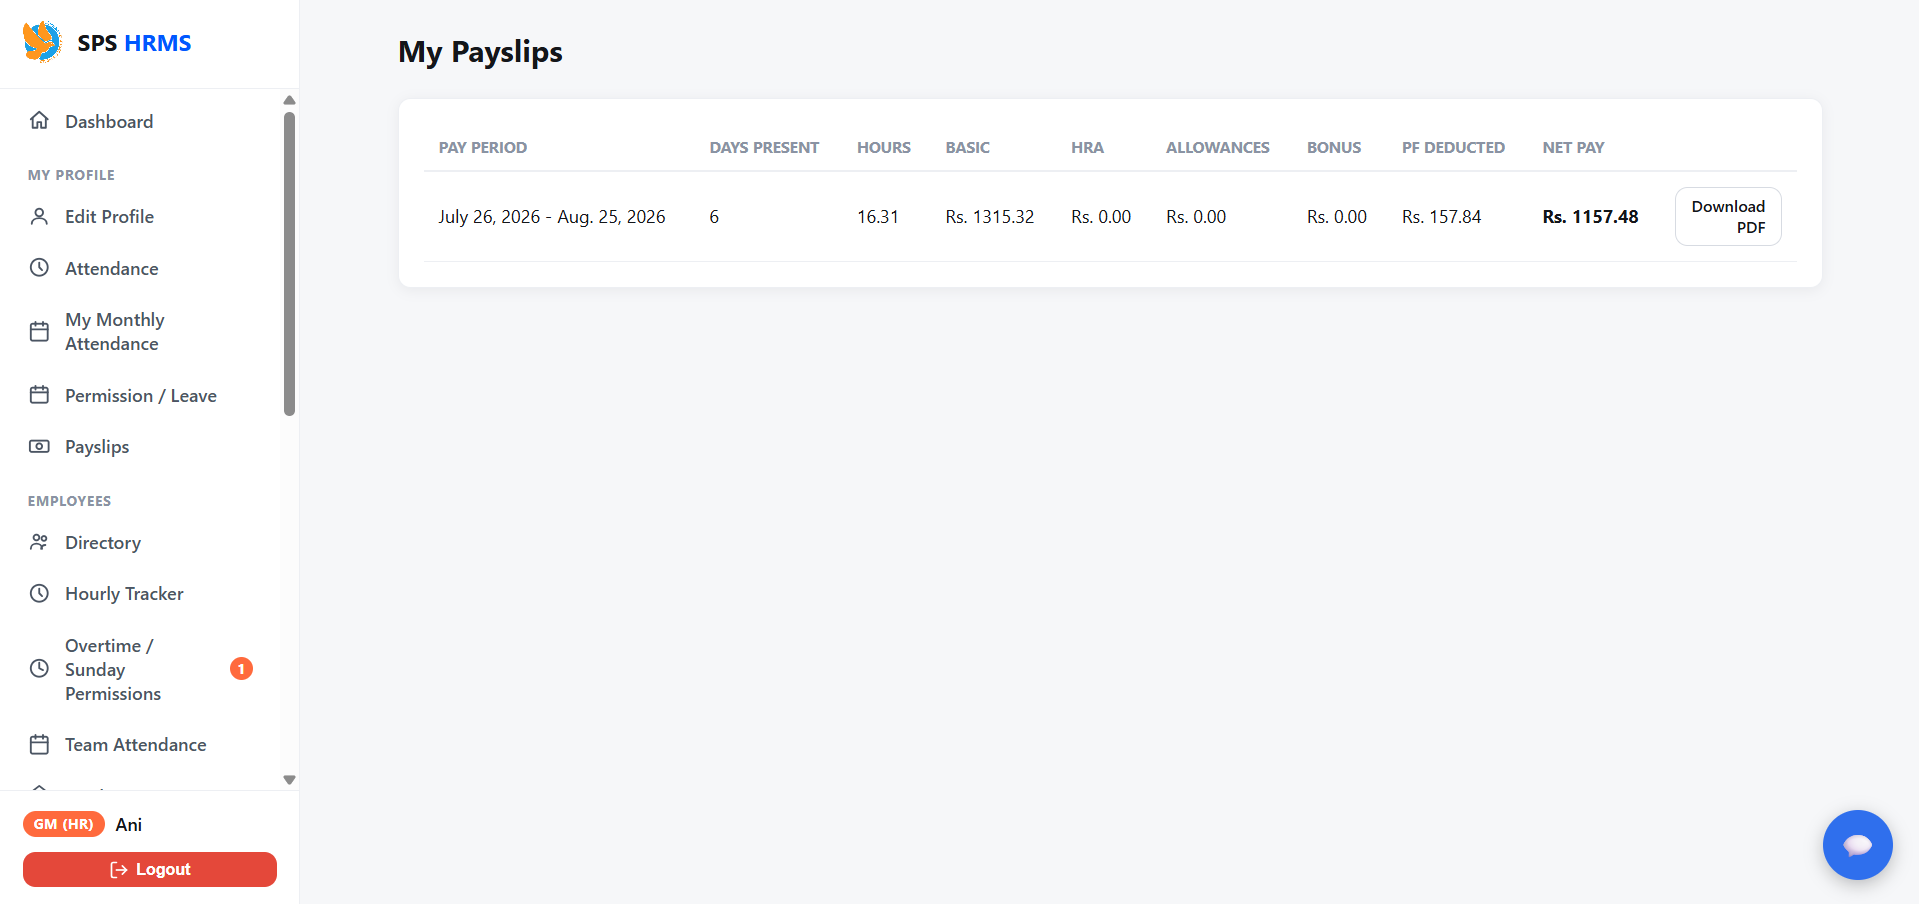 SPS HRMS
Dashboard
MY PROFILE
Edit Profile
Attendance
My Monthly
Attendance
Permission / Leave
Payslips
EMPLOYEES
Directory
Hourly Tracker
Overtime /
Sunday
Permissions
1
Team Attendance
GM (HR) Ani
Logout
My Payslips
PAY PERIOD DAYS PRESENT HOURS BASIC HRA ALLOWANCES BONUS PF DEDUCTED NET PAY
July 26, 2026 - Aug. 25, 2026 6 16.31 Rs. 1315.32 Rs. 0.00 Rs. 0.00 Rs. 0.00 Rs. 157.84 Rs. 1157.48
Download
PDF